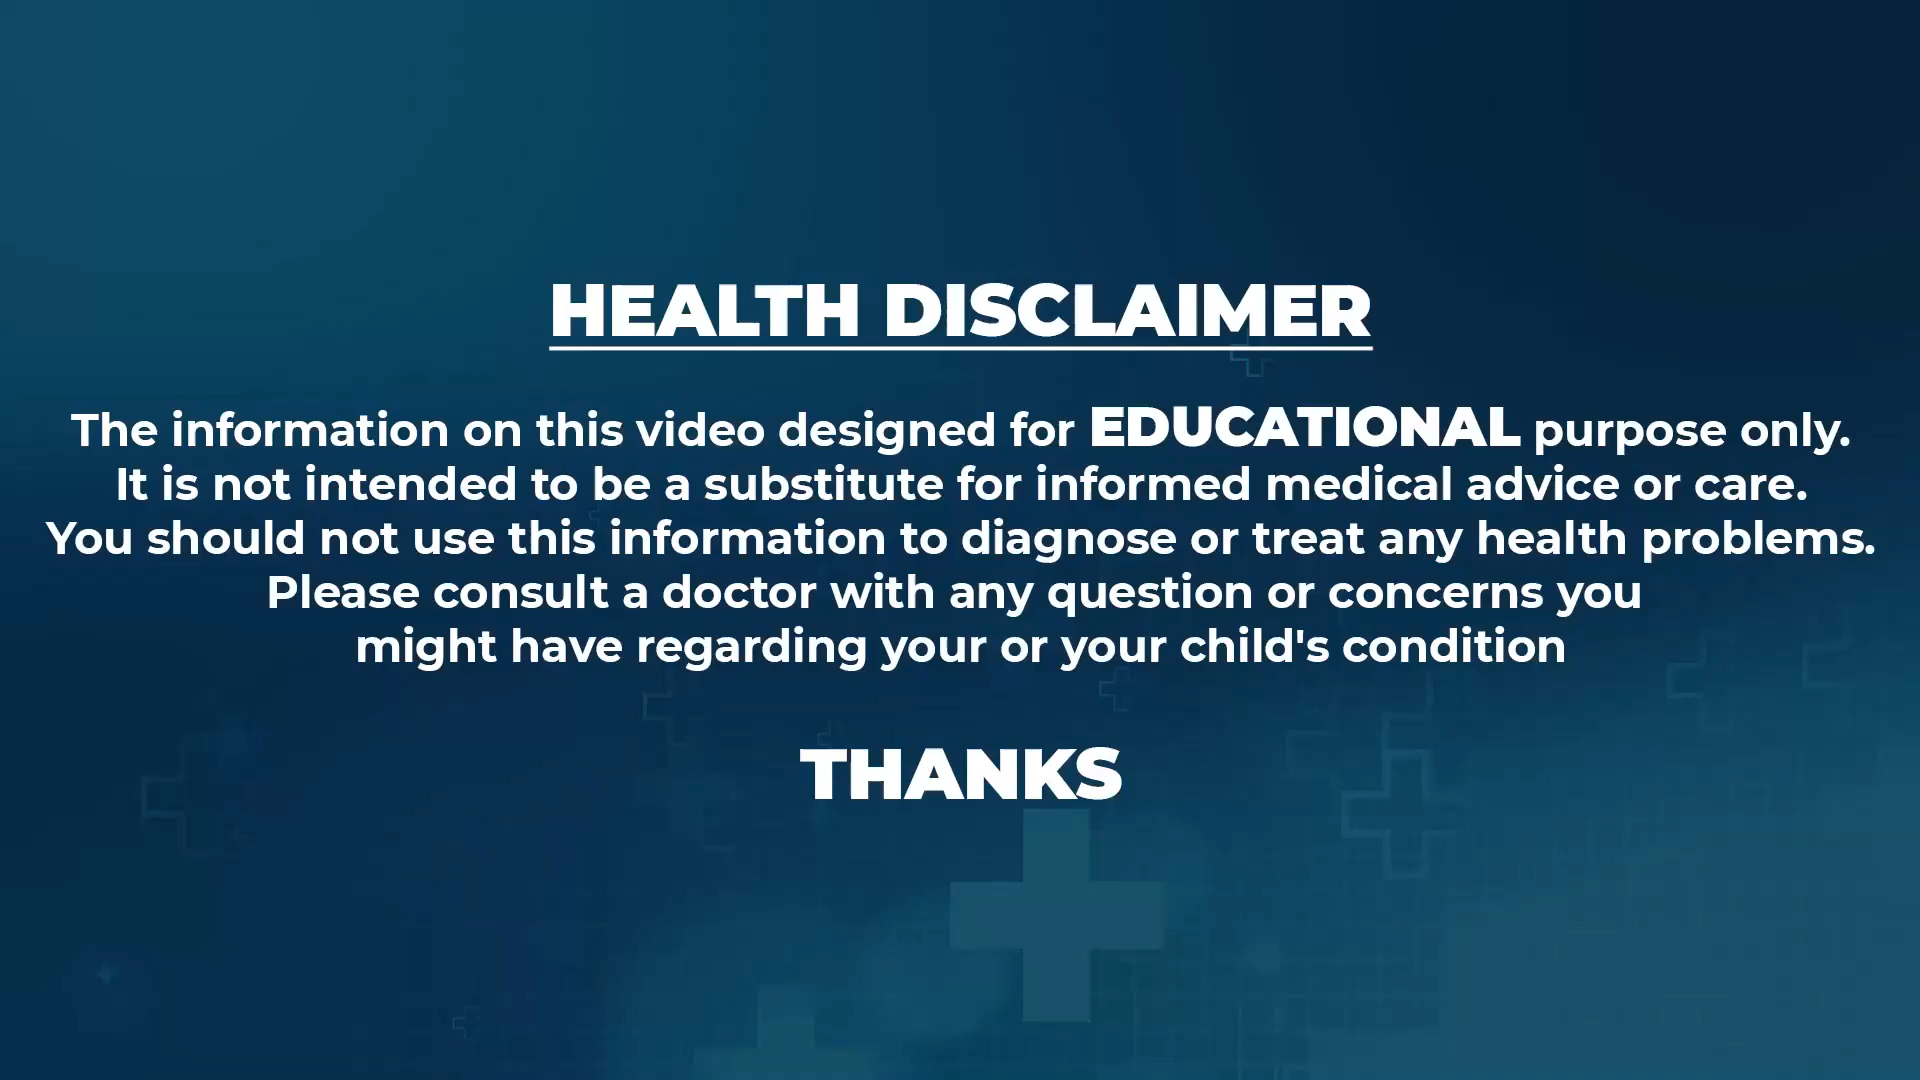 HEALTH DISCLAIMER
The information on this video designed for EDUCATIONAL purpose only.
It is not intended to be a substitute for informed medical advice or care.
You should not use this information to diagnose or treat any health problems.
Please consult a doctor with any question or concerns you
might have regarding your or your child's condition
THANKS